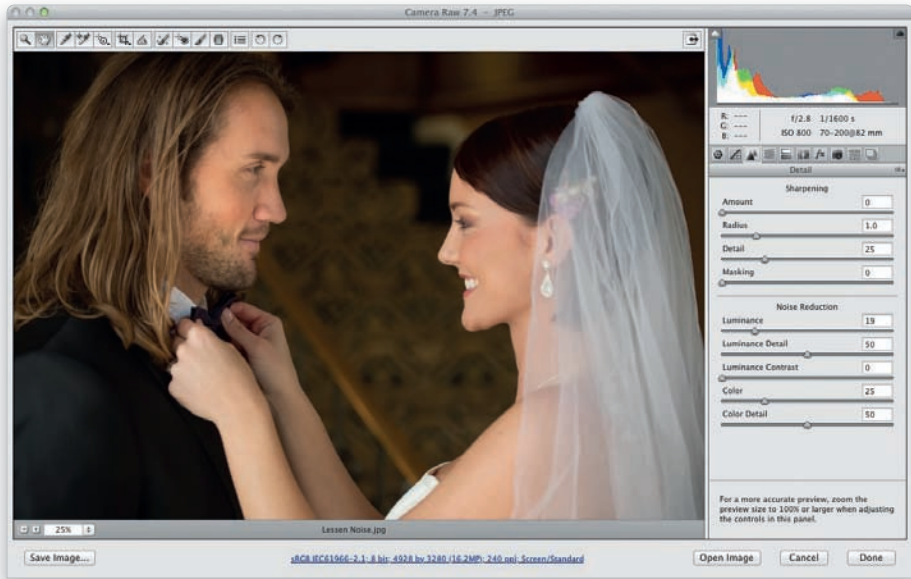 Camera Raw 7.4 - JPEG
R: ---
G: ---
B: ---
f/2.8 1/1600 s
ISO 800 70-200@82 mm
fx
Detail
Sharpening
Amount 0
Radius 1.0
Detail 25
Masking 0
Noise Reduction
Luminance 19
Luminance Detail 50
Luminance Contrast 0
Color 25
Color Detail 50
For a more accurate preview, zoom the
preview size to 100% or larger when adjusting
the controls in this panel.
25%
Lessen Noise.jpg
Save Image...
sRGB IEC61966-2.1; 8 bit; 4928 by 3280 (16.2MP); 240 ppi; Screen/Standard
Open Image
Cancel
Done